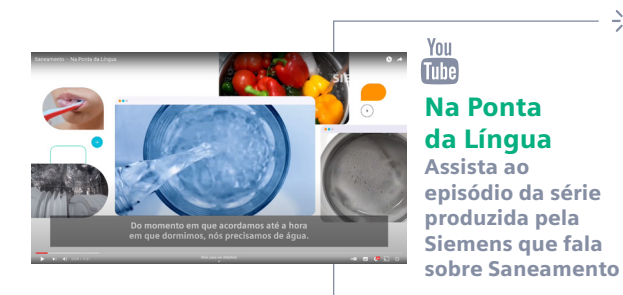 Saneamento - Na Ponta da Língua
SIE
Do momento em que acordamos até a hora
em que dormimos, nós precisamos de água.
You
Tube
Na Ponta
da Língua
Assista ao
episódio da série
produzida pela
Siemens que fala
sobre Saneamento